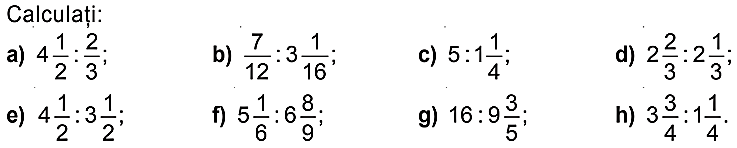 Calculați:
a) 4 1/2 : 2/3; b) 7/12 : 3 1/16; c) 5 : 1 1/4; d) 2 2/3 : 2 1/3;
e) 4 1/2 : 3 1/2; f) 5 1/6 : 6 8/9; g) 16 : 9 3/5; h) 3 3/4 : 1 1/4.